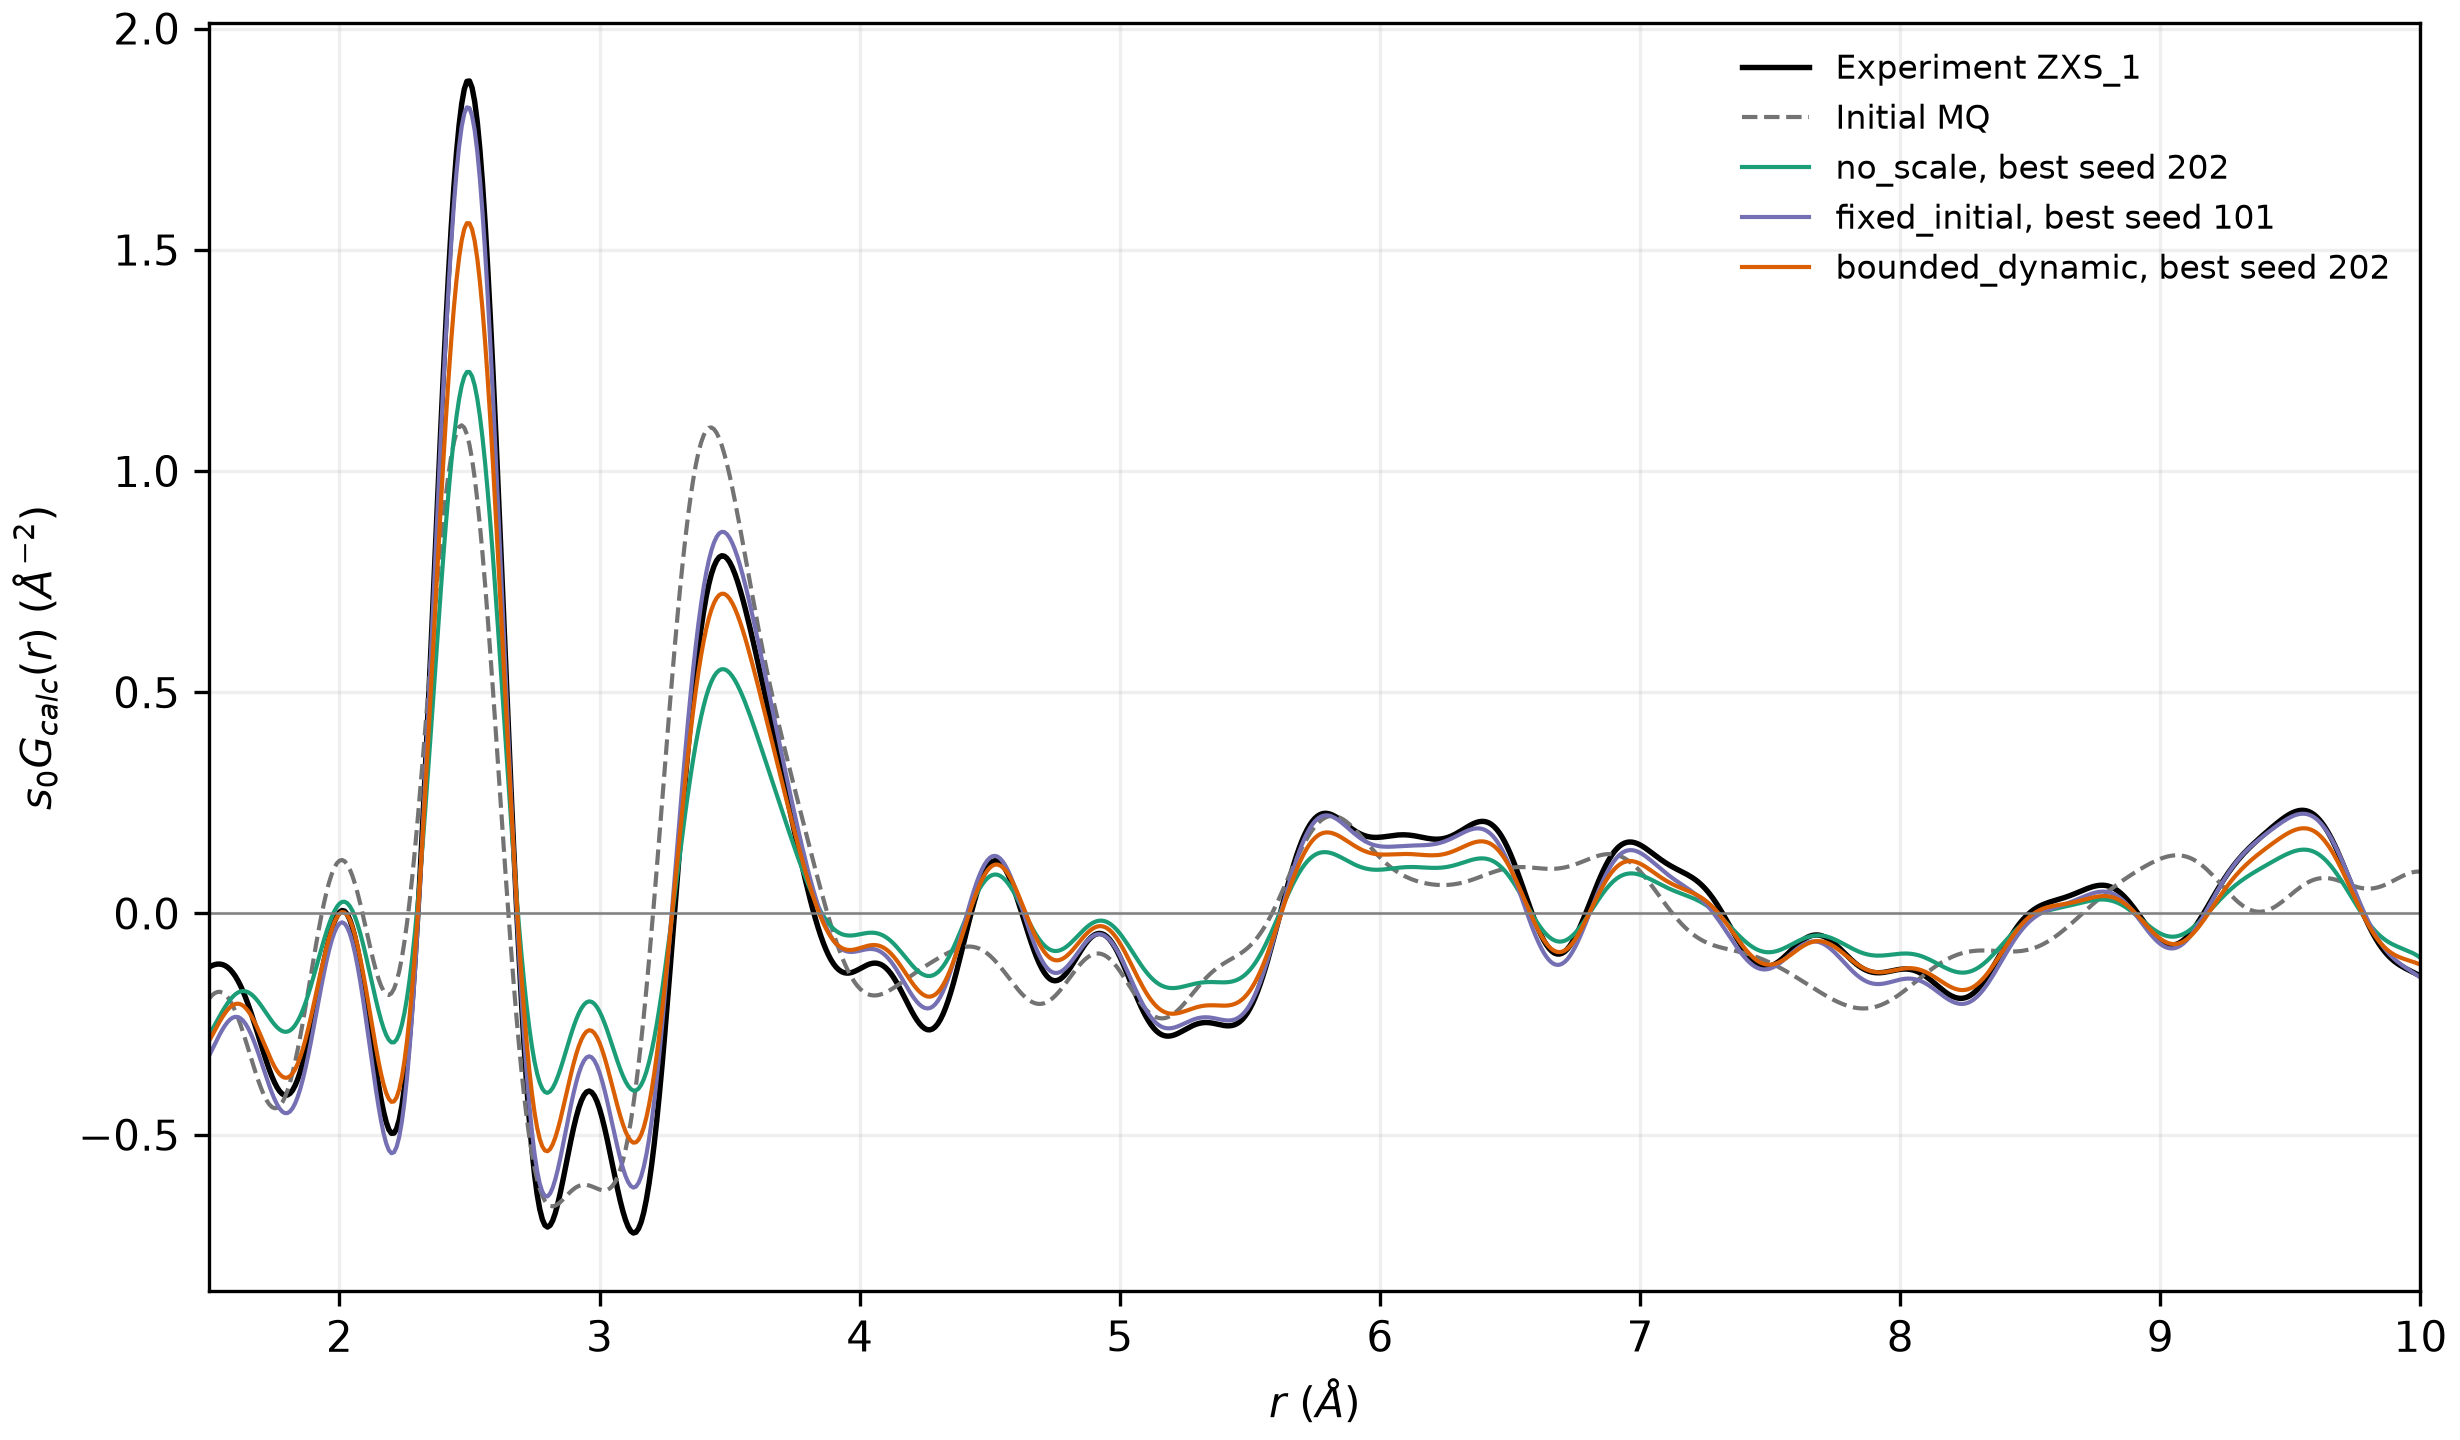 2.0
1.5
1.0
0.5
0.0
−0.5
s₀G_calc(r) (Å⁻²)
Experiment ZXS_1
Initial MQ
no_scale, best seed 202
fixed_initial, best seed 101
bounded_dynamic, best seed 202
2 3 4 5 6 7 8 9 10
r (Å)